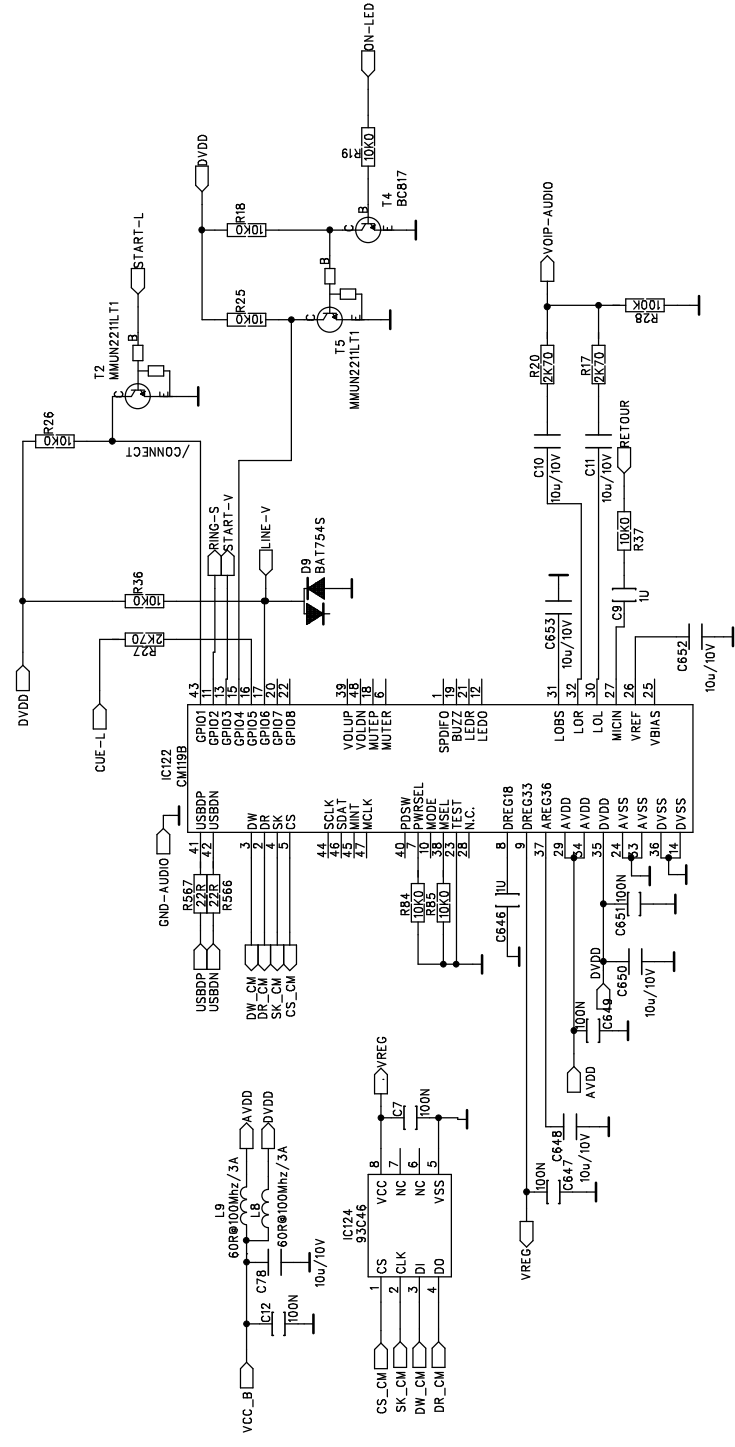 ON-LED
R19
10K0
T4
BC817
B
C
E
DVDD
R18
10K0
R25
10K0
B
C
E
T5
MMUN2211LT1
START-L
T2
MMUN2211LT1
B
C
E
R26
10K0
/CONNECT
DVDD
R36
10K0
R27
2K70
CUE-L
RING-S
START-V
LINE-V
D9
BAT754S
VOIP-AUDIO
R20
2K70
R17
2K70
R28
100K
C10
10u/10V
C11
10u/10V
RETOUR
R37
10K0
C9
1U
C653
10u/10V
C652
10u/10V
IC122
CM119B
43
GPIO1
11
GPIO2
13
GPIO3
15
GPIO4
16
GPIO5
17
GPIO6
20
GPIO7
22
GPIO8
39
VOLUP
48
VOLDN
18
MUTEP
6
MUTER
1
SPDIFO
19
BUZZ
21
LEDR
12
LEDO
31
LOBS
32
LOR
30
LOL
27
MICIN
26
VREF
25
VBIAS
41
USBDP
42
USBDN
3
DW
2
DR
4
SK
5
CS
44
SCLK
46
SDAT
45
MINT
47
MCLK
40
PDSW
7
PWRSEL
10
MODE
38
MSEL
23
TEST
28
N.C.
8
DREG18
9
DREG33
37
AREG36
29
AVDD
34
AVDD
35
DVDD
24
AVSS
33
AVSS
36
DVSS
14
DVSS
GND-AUDIO
R567
22R
22R
R566
USBDP
USBDN
DW_CM
DR_CM
SK_CM
CS_CM
R84
10K0
R85
10K0
C646
1U
C651
100N
DVDD
C650
10u/10V
C649
100N
AVDD
C648
10u/10V
C647
100N
VREG
AVDD
DVDD
L9
60R@100Mhz/3A
L8
60R@100Mhz/3A
C78
10u/10V
C12
100N
VCC_B
VREG
C7
100N
IC124
93C46
8
VCC
7
NC
6
NC
5
VSS
1
CS
2
CLK
3
DI
4
DO
CS_CM
SK_CM
DW_CM
DR_CM